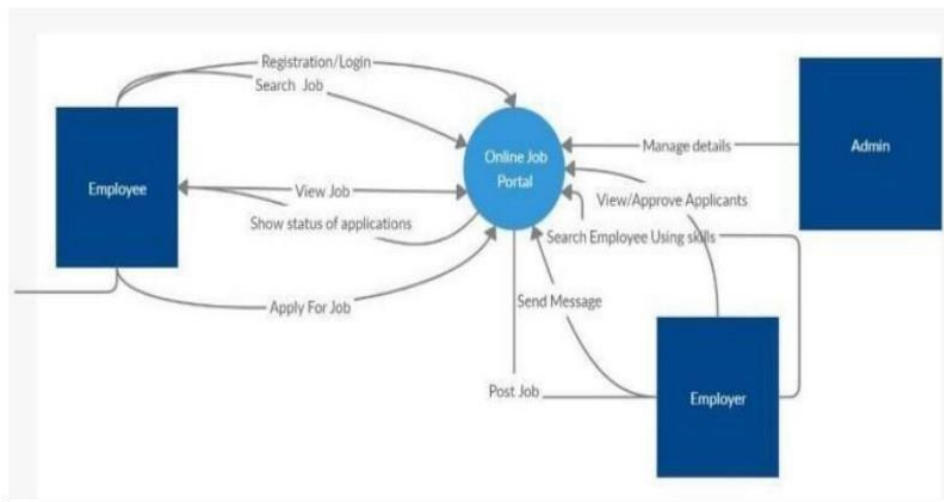 Registration/Login
Search Job
Online Job
Portal
Manage details
Admin
Employee
View Job
View/Approve Applicants
Show status of applications
Search Employee Using skills
Apply For Job
Send Message
Post Job
Employer